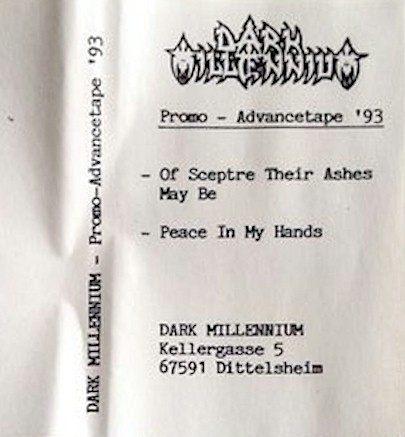 DARK MILLENNIUM - Promo-Advancetape '93
DARK
MILLENNIUM
Promo - Advancetape '93
- Of Sceptre Their Ashes
May Be
- Peace In My Hands
DARK MILLENNIUM
Kellergasse 5
67591 Dittelsheim